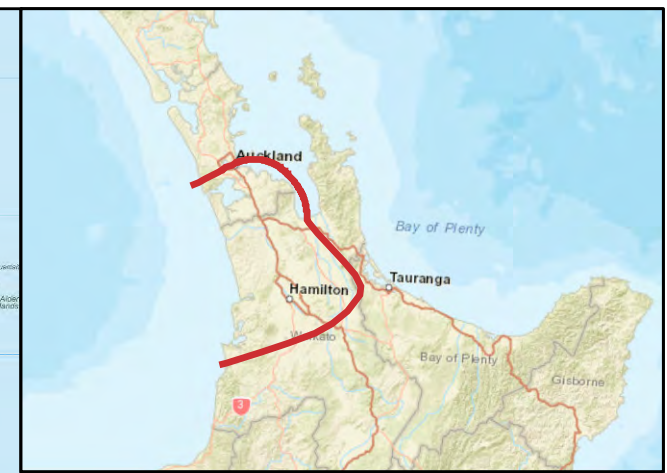 Auckland
Bay of Plenty
Tauranga
Hamilton
Waikato
Bay of Plenty
Gisborne
3